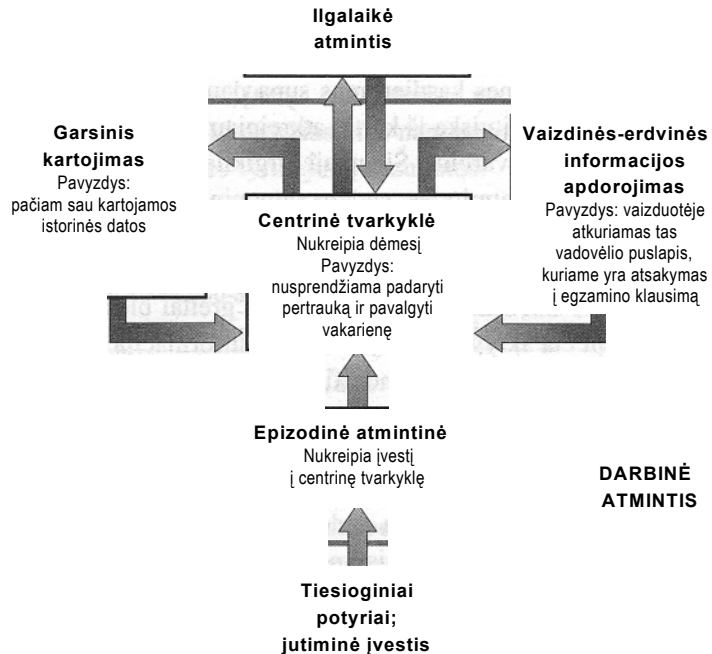 Ilgalaikė
atmintis
Garsinis
kartojimas
Pavyzdys:
pačiam sau kartojamos
istorinės datos
Vaizdinės-erdvinės
informacijos
apdorojimas
Pavyzdys: vaizduotėje
atkuriamas tas
vadovėlio puslapis,
kuriame yra atsakymas
į egzamino klausimą
Centrinė tvarkyklė
Nukreipia dėmesį
Pavyzdys:
nusprendžiama padaryti
pertrauką ir pavalgyti
vakarienę
Epizodinė atmintinė
Nukreipia įvestį
į centrinę tvarkyklę
DARBINĖ
ATMINTIS
Tiesioginiai
potyriai;
jutiminė įvestis